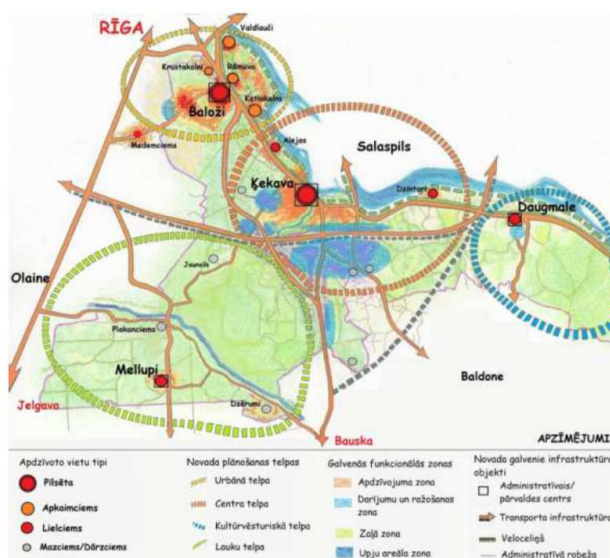 RĪGA
Valdlauči
Krustakalni
Rāmava
Baloži
Katlakalns
Medemciems
Alejas
Salaspils
Ķekava
Dzintari
Daugmale
Jaunsils
Olaine
Plakanciems
Mellupi
Baldone
Jelgava
Dzērumi
Bauska
APZĪMĒJUMI
Apdzīvoto vietu tipi
Pilsēta
Apkaimciems
Lielciems
Mazciems/Dārzciems
Novada plānošanas telpas
Urbānā telpa
Centra telpa
Kultūrvēsturiskā telpa
Lauku telpa
Galvenās funkcionālās zonas
Apdzīvojuma zona
Darījumu un ražošanas zona
Zaļā zona
Upju areāla zona
Novada galvenie infrastruktūra
objekti
Administratīvais/
pārvaldes centrs
Transporta infrastruktūra
Veloceliņš
Administratīvā robeža